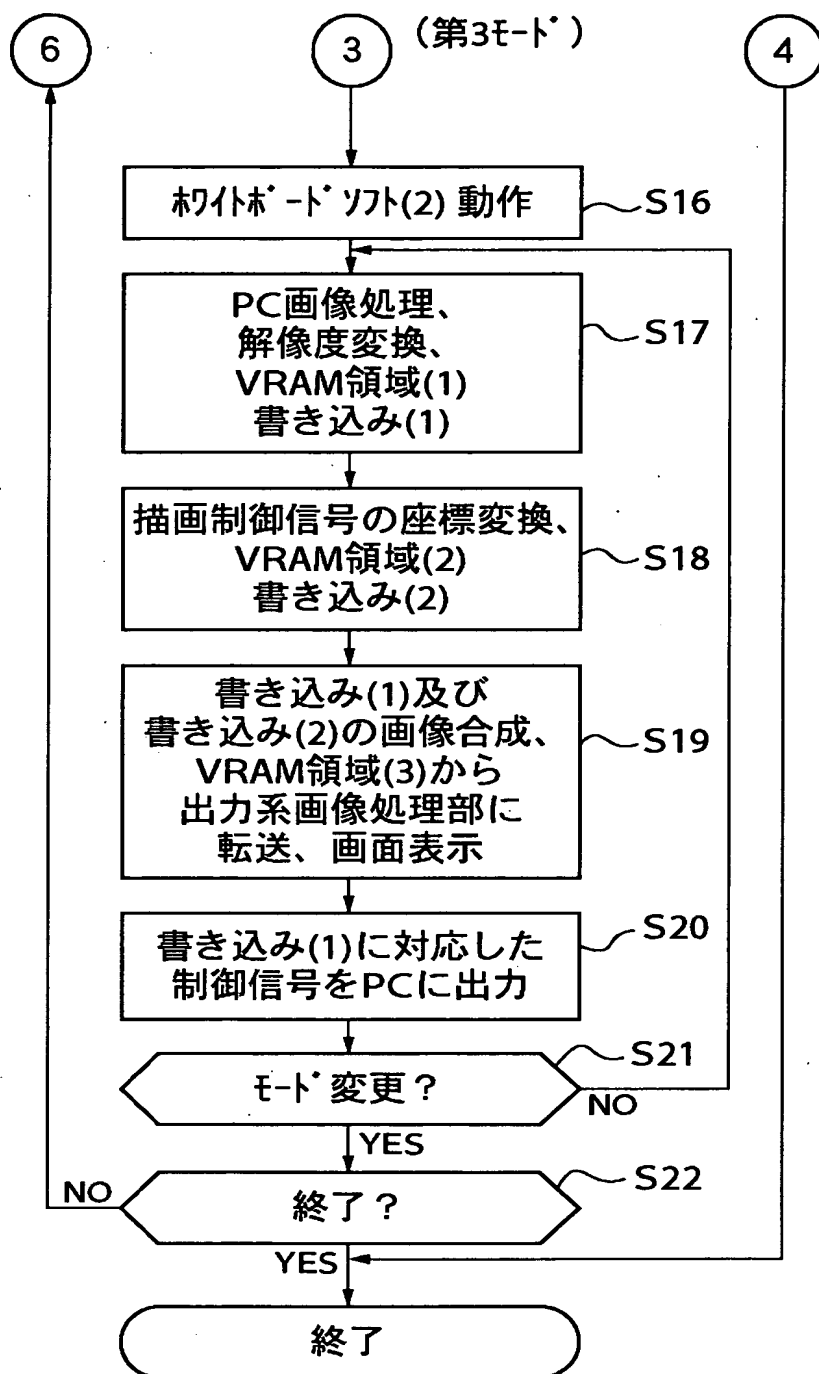 6
3
(第3ﾓｰﾄﾞ)
4
ﾎﾜｲﾄﾎﾞｰﾄﾞｿﾌﾄ(2) 動作
S16
PC画像処理、
解像度変換、
VRAM領域(1)
書き込み(1)
S17
描画制御信号の座標変換、
VRAM領域(2)
書き込み(2)
S18
書き込み(1)及び
書き込み(2)の画像合成、
VRAM領域(3)から
出力系画像処理部に
転送、画面表示
S19
書き込み(1)に対応した
制御信号をPCに出力
S20
ﾓｰﾄﾞ変更？
S21
NO
YES
終了？
S22
NO
YES
終了